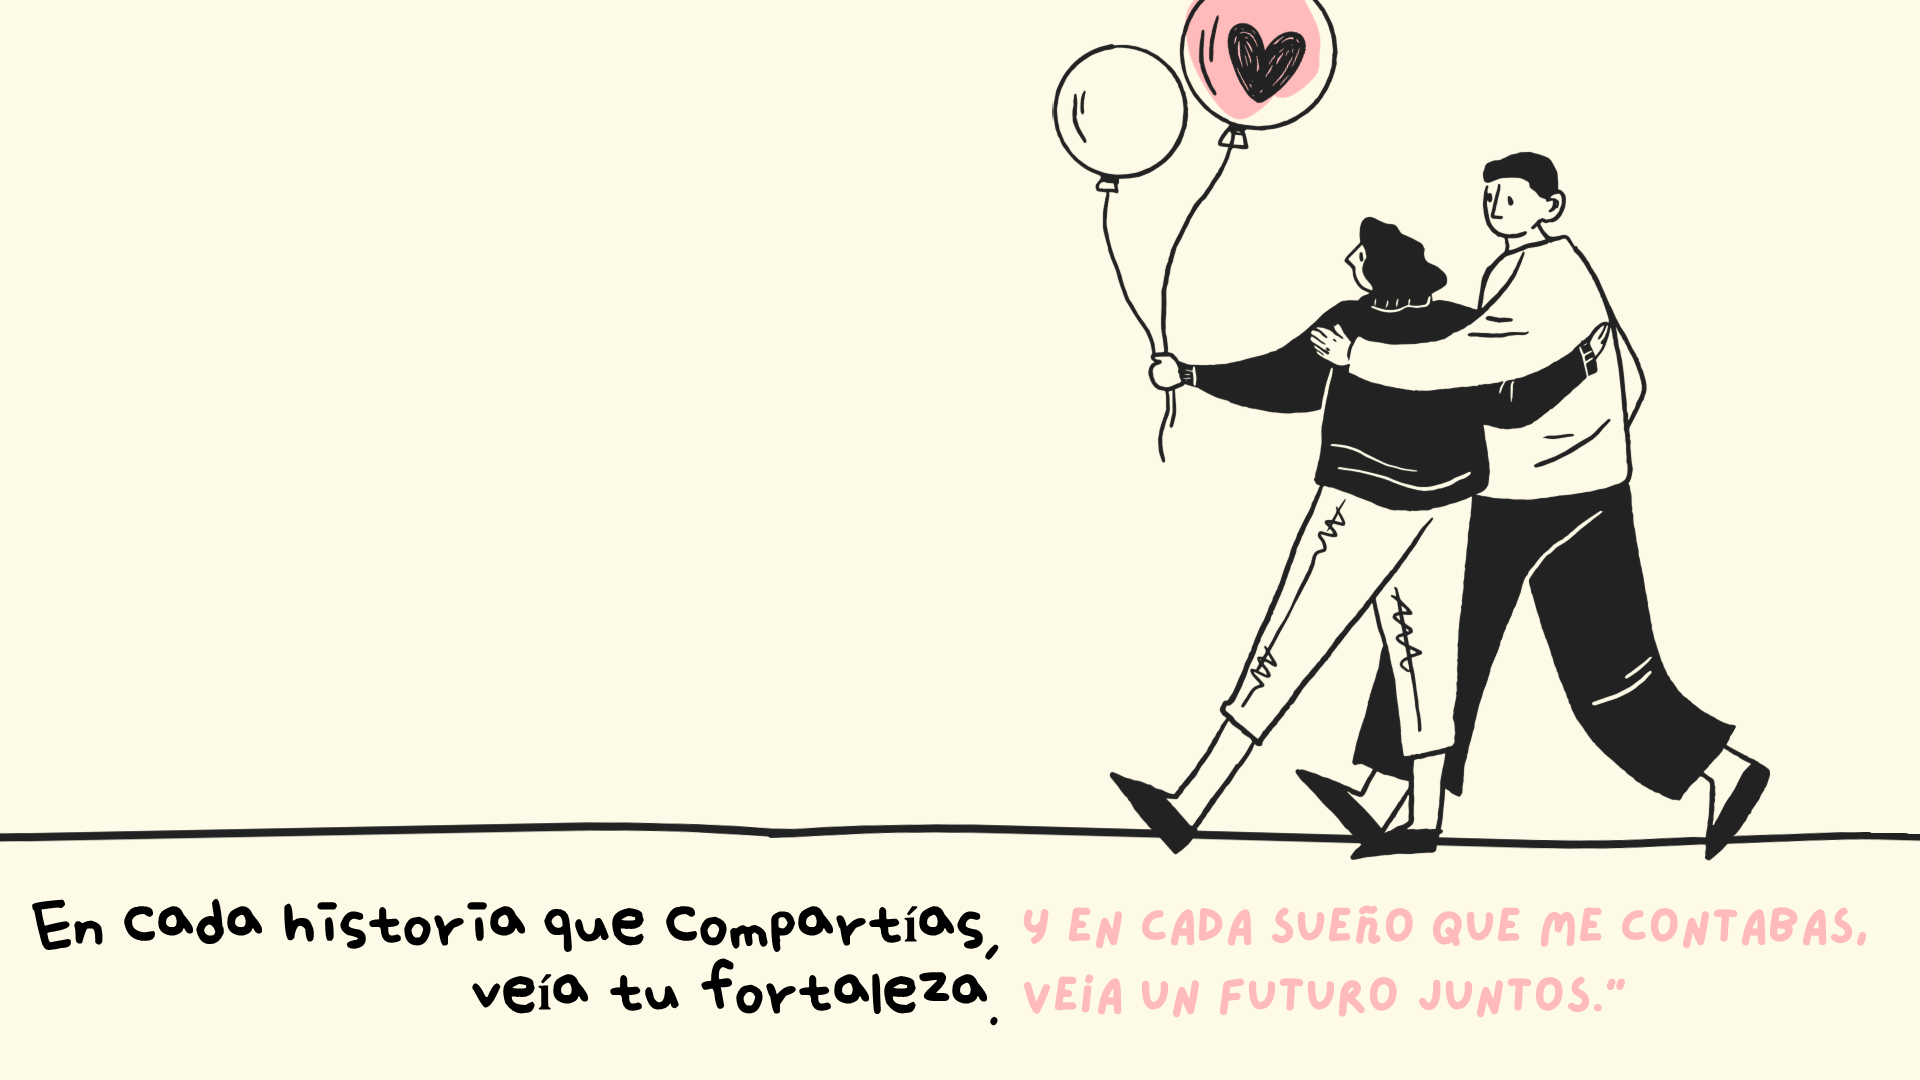 En cada historia que compartías,
veía tu fortaleza.
Y EN CADA SUEÑO QUE ME CONTABAS,
VEíA UN FUTURO JUNTOS.”